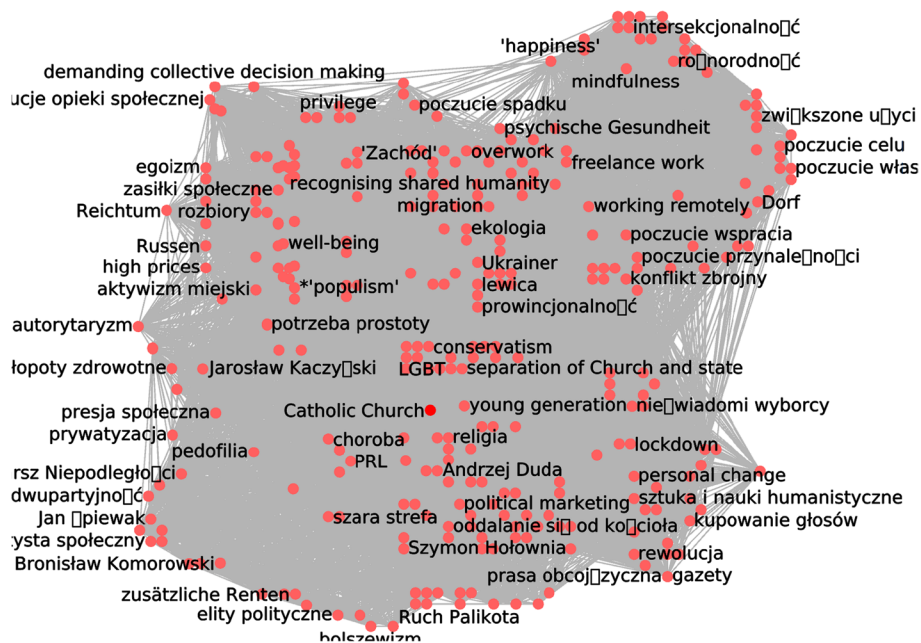 intersekcjonalno▯ć
'happiness'
ro▯norodno▯ć
demanding collective decision making
mindfulness
ucje opieki społecznej
privilege
poczucie spadku
zwi▯kszone u▯yci
psychische Gesundheit
poczucie celu
'Zachód'
overwork
freelance work
egoizm
poczucie włas
zasiłki społeczne
recognising shared humanity
Reichtum
rozbiory
migration
working remotely
Dorf
ekologia
poczucie wspracia
Russen
well-being
poczucie przynale▯no▯ci
high prices
Ukrainer
konflikt zbrojny
aktywizm miejski
*'populism'
lewica
prowincjonalno▯ć
autorytaryzm
potrzeba prostoty
conservatism
łopoty zdrowotne
Jarosław Kaczy▯ski
LGBT
separation of Church and state
presja społeczna
Catholic Church
young generation
nie▯wiadomi wyborcy
prywatyzacja
choroba
religia
lockdown
pedofilia
PRL
rsz Niepodległo▯ci
Andrzej Duda
personal change
dwupartyjno▯ć
political marketing
sztuka i nauki humanistyczne
Jan ▯piewak
szara strefa
oddalanie si▯ od ko▯cioła
kupowanie głosów
ysta społeczny
Szymon Hołownia
rewolucja
Bronisław Komorowski
prasa obcoj▯zyczna
gazety
zusätzliche Renten
elity polityczne
Ruch Palikota
bolszewizm